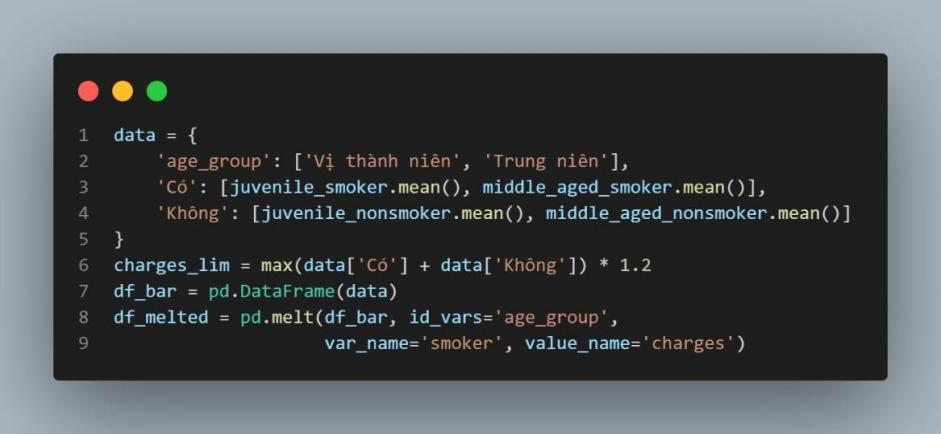 1 data = {
2     'age_group': ['Vị thành niên', 'Trung niên'],
3     'Có': [juvenile_smoker.mean(), middle_aged_smoker.mean()],
4     'Không': [juvenile_nonsmoker.mean(), middle_aged_nonsmoker.mean()]
5 }
6 charges_lim = max(data['Có'] + data['Không']) * 1.2
7 df_bar = pd.DataFrame(data)
8 df_melted = pd.melt(df_bar, id_vars='age_group',
9                     var_name='smoker', value_name='charges')